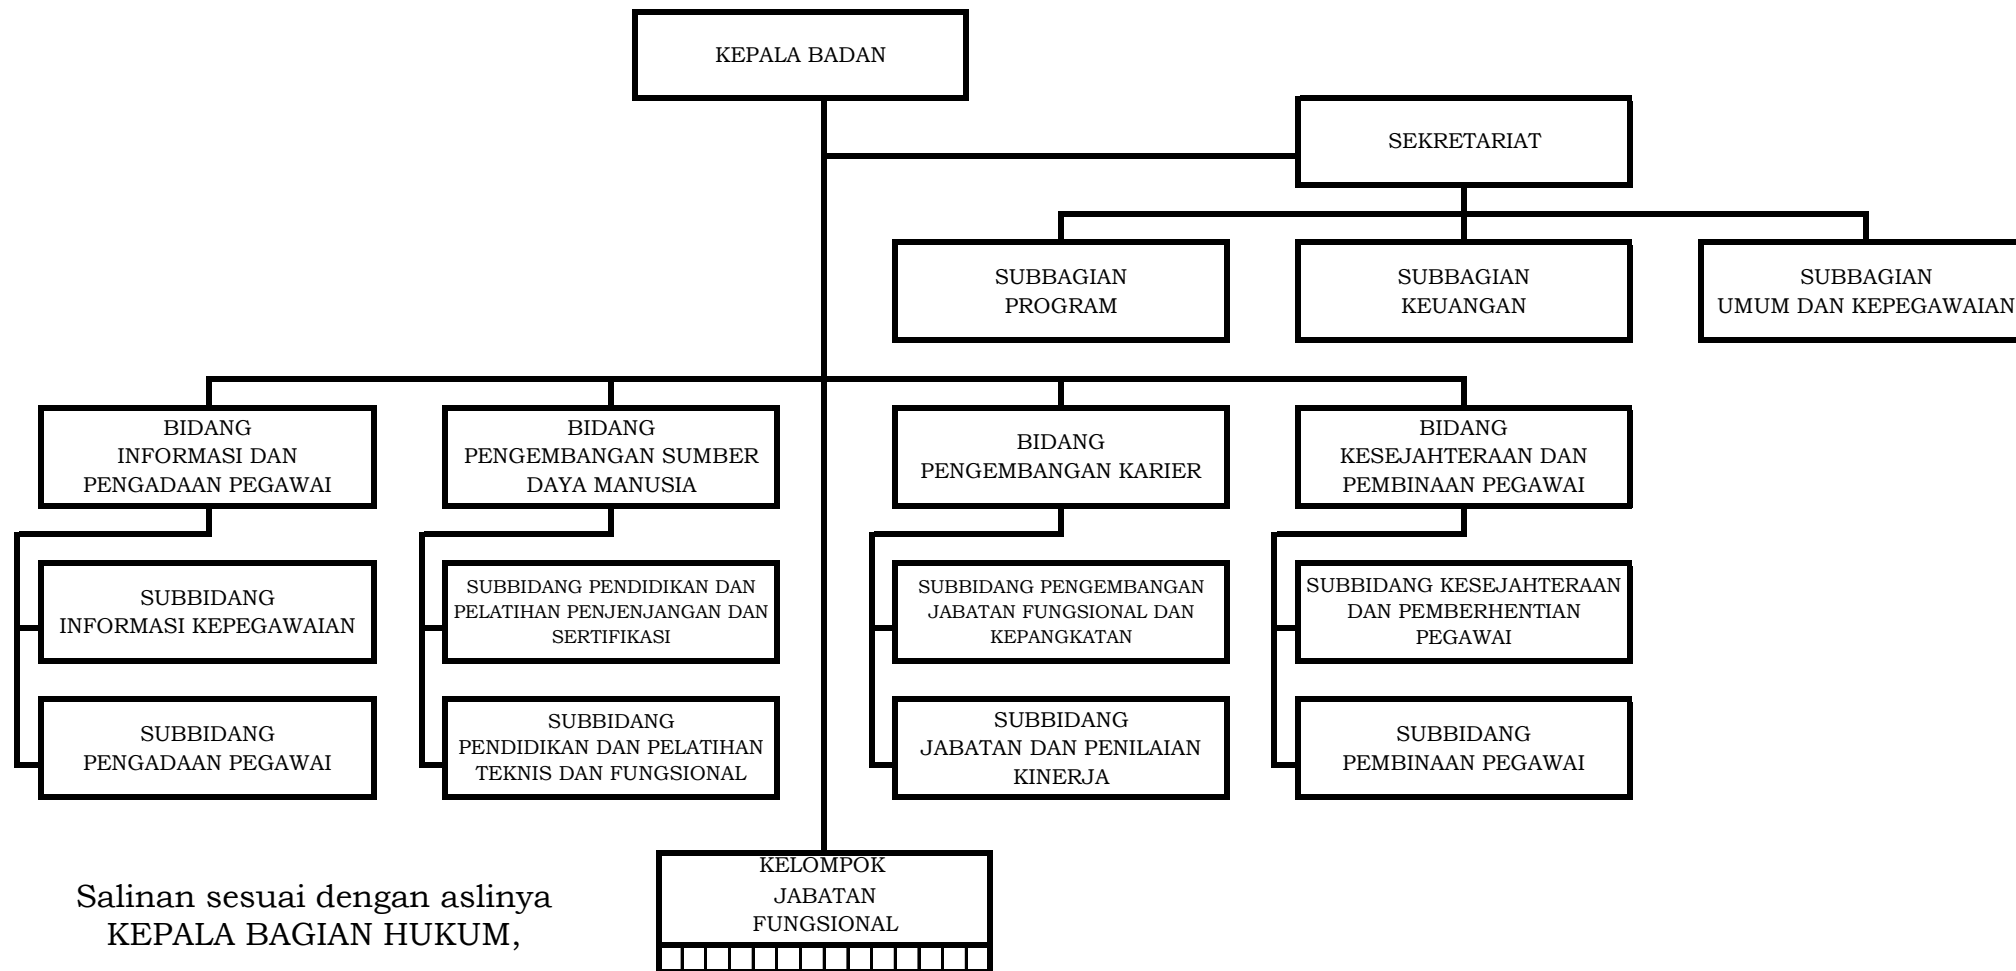 KEPALA BADAN
SEKRETARIAT
SUBBAGIAN
PROGRAM
SUBBAGIAN
KEUANGAN
SUBBAGIAN
UMUM DAN KEPEGAWAIAN
BIDANG
INFORMASI DAN
PENGADAAN PEGAWAI
BIDANG
PENGEMBANGAN SUMBER
DAYA MANUSIA
BIDANG
PENGEMBANGAN KARIER
BIDANG
KESEJAHTERAAN DAN
PEMBINAAN PEGAWAI
SUBBIDANG
INFORMASI KEPEGAWAIAN
SUBBIDANG PENDIDIKAN DAN
PELATIHAN PENJENJANGAN DAN
SERTIFIKASI
SUBBIDANG PENGEMBANGAN
JABATAN FUNGSIONAL DAN
KEPANGKATAN
SUBBIDANG KESEJAHTERAAN
DAN PEMBERHENTIAN
PEGAWAI
SUBBIDANG
PENGADAAN PEGAWAI
SUBBIDANG
PENDIDIKAN DAN PELATIHAN
TEKNIS DAN FUNGSIONAL
SUBBIDANG
JABATAN DAN PENILAIAN
KINERJA
SUBBIDANG
PEMBINAAN PEGAWAI
KELOMPOK
JABATAN
FUNGSIONAL
Salinan sesuai dengan aslinya
KEPALA BAGIAN HUKUM,